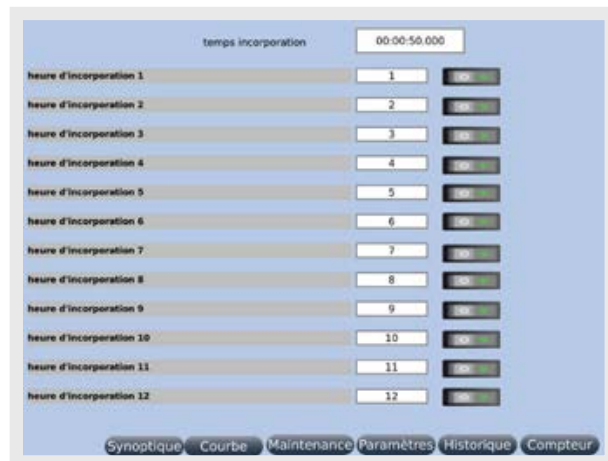 temps incorporation 00:00:50.000
heure d'incorporation 1 1
heure d'incorporation 2 2
heure d'incorporation 3 3
heure d'incorporation 4 4
heure d'incorporation 5 5
heure d'incorporation 6 6
heure d'incorporation 7 7
heure d'incorporation 8 8
heure d'incorporation 9 9
heure d'incorporation 10 10
heure d'incorporation 11 11
heure d'incorporation 12 12
Synoptique Courbe Maintenance Paramètres Historique Compteur